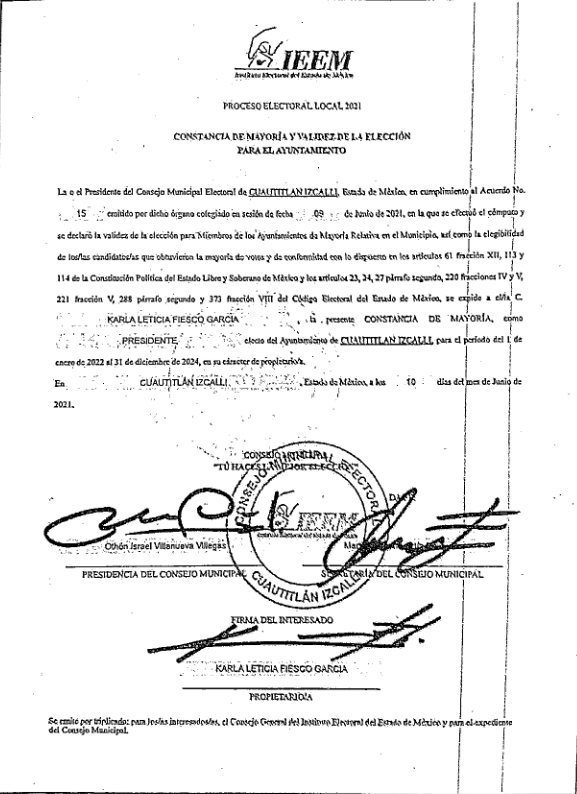 IEEM
Instituto Electoral del Estado de México
PROCESO ELECTORAL LOCAL 2021
CONSTANCIA DE MAYORÍA Y VALIDEZ DE LA ELECCIÓN
PARA EL AYUNTAMIENTO
La o el Presidente del Consejo Municipal Electoral de CUAUTITLAN IZCALLI, Estado de México, en cumplimiento al Acuerdo No.
15 emitido por dicho órgano colegiado en sesión de fecha 09 de Junio de 2021, en la que se efectuó el cómputo y
se declaró la validez de la elección para Miembros de los Ayuntamientos de Mayoría Relativa en el Municipio, así como la elegibilidad
de los/las candidatos/as que obtuvieron la mayoría de votos y de conformidad con lo dispuesto en los artículos 61 fracción XII, 113 y
114 de la Constitución Política del Estado Libre y Soberano de México y los artículos 23, 24, 27 párrafo segundo, 220 fracciones IV y V,
221 fracción V, 288 párrafo segundo y 373 fracción VIII del Código Electoral del Estado de México, se expide a el/la C.
KARLA LETICIA FIESCO GARCIA, la presente CONSTANCIA DE MAYORÍA, como
PRESIDENTE electo del Ayuntamiento de CUAUTITLAN IZCALLI, para el periodo del 1 de
enero de 2022 al 31 de diciembre de 2024, en su carácter de propietario/a.
En CUAUTITLÁN IZCALLI, Estado de México, a los 10 días del mes de Junio de
2021.
CONSEJO MUNICIPAL
"TÚ HACES LA MEJOR ELECCIÓN"
CONSEJO MUNICIPAL ELECTORAL
IEEM
Instituto Electoral del Estado de México
CUAUTITLÁN IZCALLI
Othón Israel Villanueva Villegas
PRESIDENCIA DEL CONSEJO MUNICIPAL SECRETARÍA DEL CONSEJO MUNICIPAL
FIRMA DEL INTERESADO
KARLA LETICIA FIESCO GARCIA
PROPIETARIO/A
Se emite por triplicado: para los/as interesados/as, el Consejo General del Instituto Electoral del Estado de México y para el expediente
del Consejo Municipal.